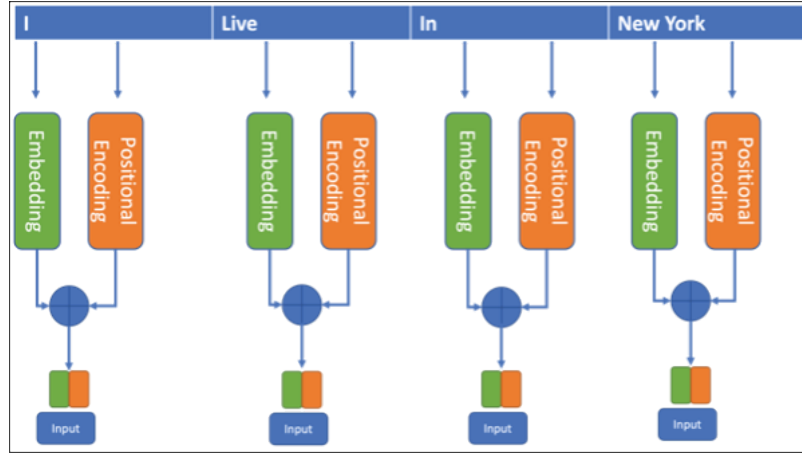 I Live In New York
Embedding Positional Encoding Embedding Positional Encoding Embedding Positional Encoding Embedding Positional Encoding
Input Input Input Input